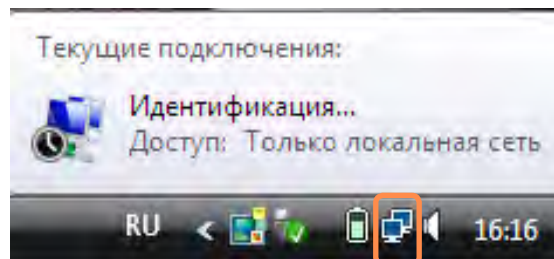 Текущие подключения:
Идентификация...
Доступ: Только локальная сеть
RU < 16:16